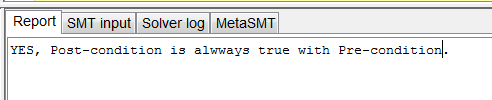 Report SMT input Solver log MetaSMT
YES, Post-condition is alwways true with Pre-condition.